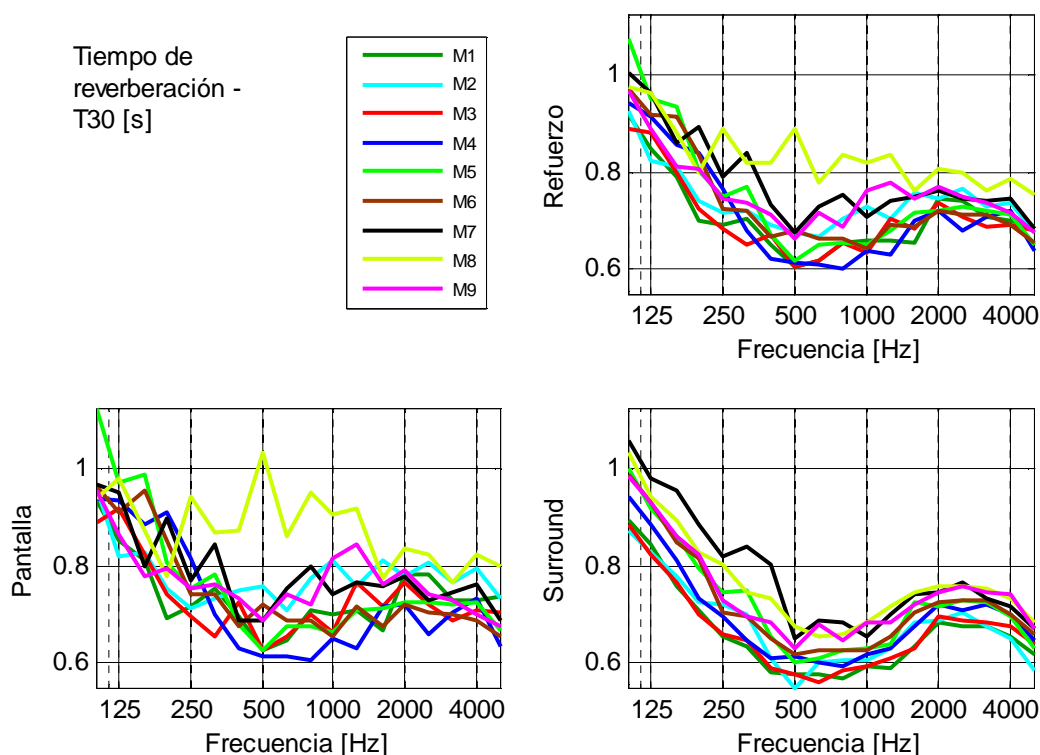 Tiempo de
reverberación -
T30 [s]
M1
M2
M3
M4
M5
M6
M7
M8
M9
Refuerzo
1
0.8
0.6
125 250 500 1000 2000 4000
Frecuencia [Hz]
Pantalla
1
0.8
0.6
125 250 500 1000 2000 4000
Frecuencia [Hz]
Surround
1
0.8
0.6
125 250 500 1000 2000 4000
Frecuencia [Hz]